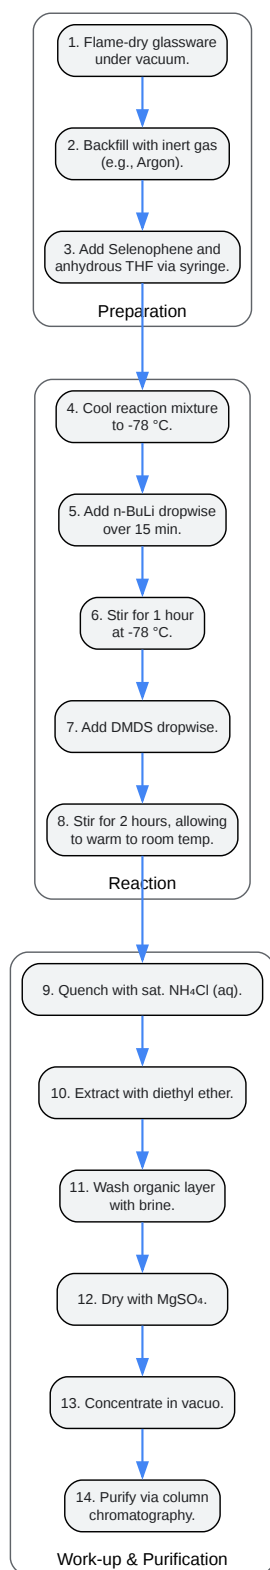 1. Flame-dry glassware
under vacuum.
2. Backfill with inert gas
(e.g., Argon).
3. Add Selenophene and
anhydrous THF via syringe.
Preparation
4. Cool reaction mixture
to -78 °C.
5. Add n-BuLi dropwise
over 15 min.
6. Stir for 1 hour
at -78 °C.
7. Add DMDS dropwise.
8. Stir for 2 hours, allowing
to warm to room temp.
Reaction
9. Quench with sat. NH₄Cl (aq).
10. Extract with diethyl ether.
11. Wash organic layer
with brine.
12. Dry with MgSO₄.
13. Concentrate in vacuo.
14. Purify via column
chromatography.
Work-up & Purification